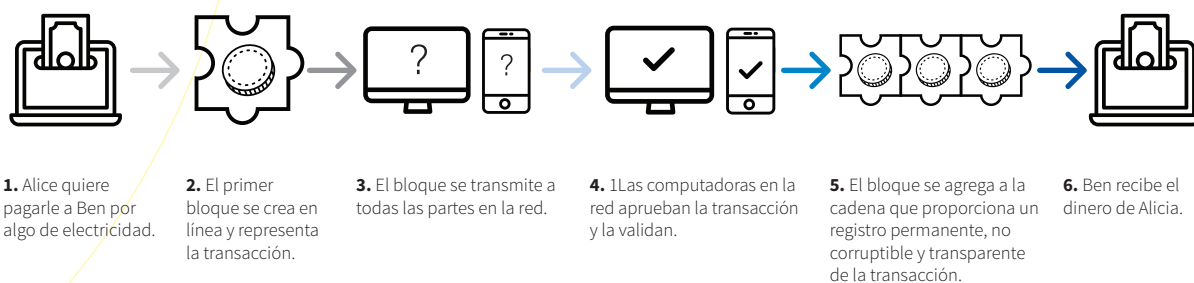 ?
?
1. Alice quiere
pagarle a Ben por
algo de electricidad.
2. El primer
bloque se crea en
línea y representa
la transacción.
3. El bloque se transmite a
todas las partes en la red.
4. 1Las computadoras en la
red aprueban la transacción
y la validan.
5. El bloque se agrega a la
cadena que proporciona un
registro permanente, no
corruptible y transparente
de la transacción.
6. Ben recibe el
dinero de Alicia.